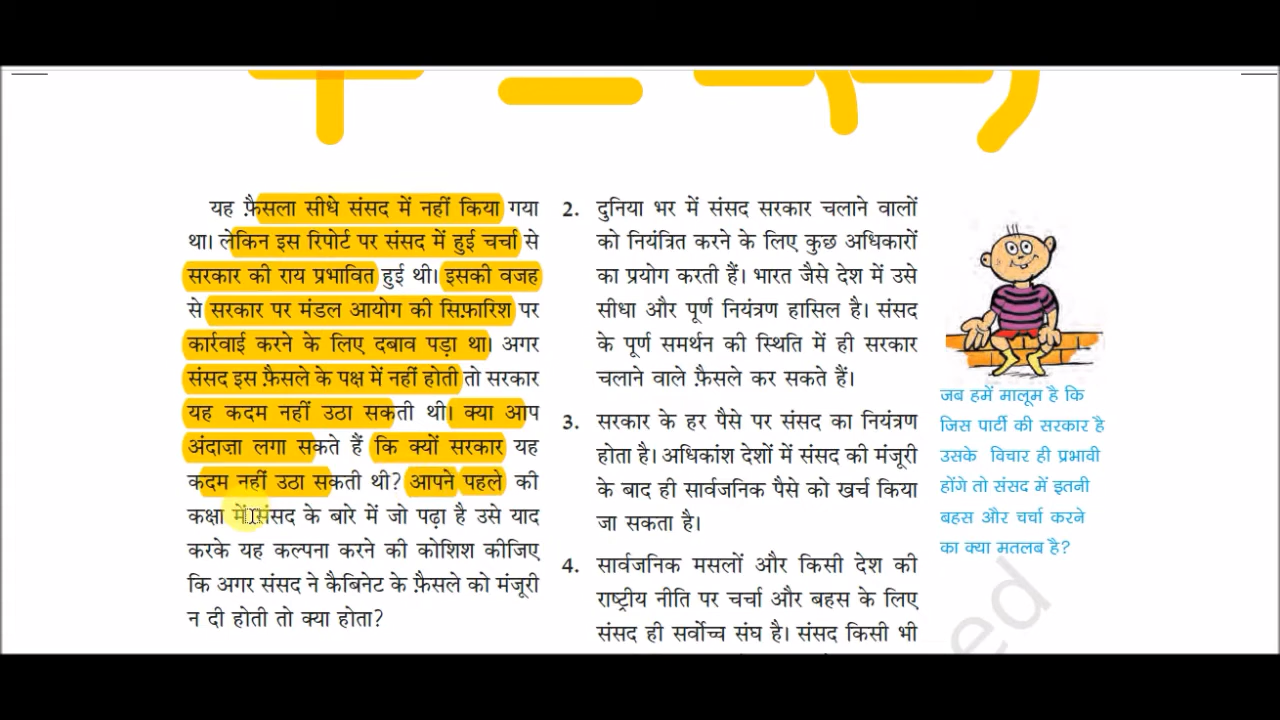 यह फ़ैसला सीधे संसद में नहीं किया गया
था। लेकिन इस रिपोर्ट पर संसद में हुई चर्चा से
सरकार की राय प्रभावित हुई थी। इसकी वजह
से सरकार पर मंडल आयोग की सिफ़ारिश पर
कार्रवाई करने के लिए दबाव पड़ा था। अगर
संसद इस फ़ैसले के पक्ष में नहीं होती तो सरकार
यह कदम नहीं उठा सकती थी। क्या आप
अंदाज़ा लगा सकते हैं कि क्यों सरकार यह
कदम नहीं उठा सकती थी? आपने पहले की
कक्षा में संसद के बारे में जो पढ़ा है उसे याद
करके यह कल्पना करने की कोशिश कीजिए
कि अगर संसद ने कैबिनेट के फ़ैसले को मंजूरी
न दी होती तो क्या होता?
2. दुनिया भर में संसद सरकार चलाने वालों
को नियंत्रित करने के लिए कुछ अधिकारों
का प्रयोग करती हैं। भारत जैसे देश में उसे
सीधा और पूर्ण नियंत्रण हासिल है। संसद
के पूर्ण समर्थन की स्थिति में ही सरकार
चलाने वाले फ़ैसले कर सकते हैं।
3. सरकार के हर पैसे पर संसद का नियंत्रण
होता है। अधिकांश देशों में संसद की मंजूरी
के बाद ही सार्वजनिक पैसे को खर्च किया
जा सकता है।
4. सार्वजनिक मसलों और किसी देश की
राष्ट्रीय नीति पर चर्चा और बहस के लिए
संसद ही सर्वोच्च संघ है। संसद किसी भी
जब हमें मालूम है कि
जिस पार्टी की सरकार है
उसके विचार ही प्रभावी
होंगे तो संसद में इतनी
बहस और चर्चा करने
का क्या मतलब है?
ed